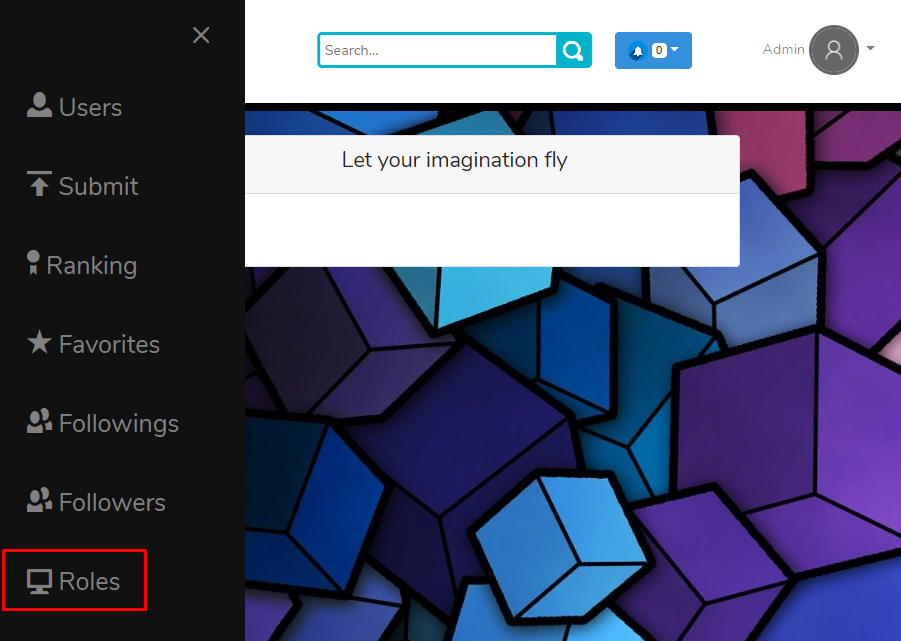 Search...
0
Admin
Users
Submit
Ranking
Favorites
Followings
Followers
Roles
Let your imagination fly